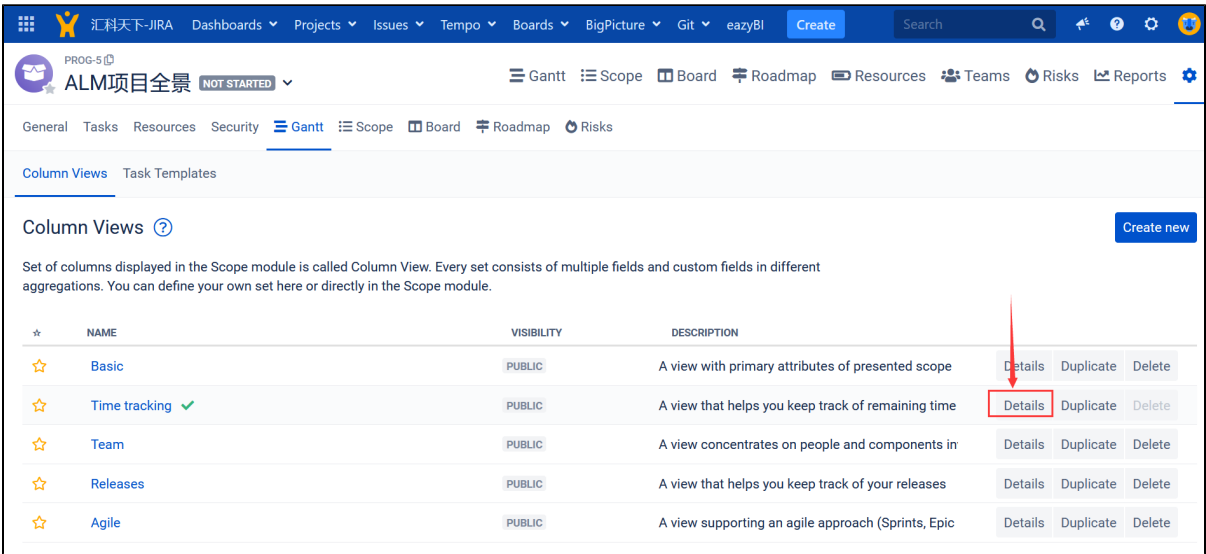 汇科天下-JIRA Dashboards Projects Issues Tempo Boards BigPicture Git eazyBI Create Search
PROG-5
ALM项目全景 NOT STARTED Gantt Scope Board Roadmap Resources Teams Risks Reports
General Tasks Resources Security Gantt Scope Board Roadmap Risks
Column Views Task Templates
Column Views Create new
Set of columns displayed in the Scope module is called Column View. Every set consists of multiple fields and custom fields in different
aggregations. You can define your own set here or directly in the Scope module.
NAME VISIBILITY DESCRIPTION
Basic PUBLIC A view with primary attributes of presented scope Details Duplicate Delete
Time tracking PUBLIC A view that helps you keep track of remaining time Details Duplicate Delete
Team PUBLIC A view concentrates on people and components in Details Duplicate Delete
Releases PUBLIC A view that helps you keep track of your releases Details Duplicate Delete
Agile PUBLIC A view supporting an agile approach (Sprints, Epic Details Duplicate Delete